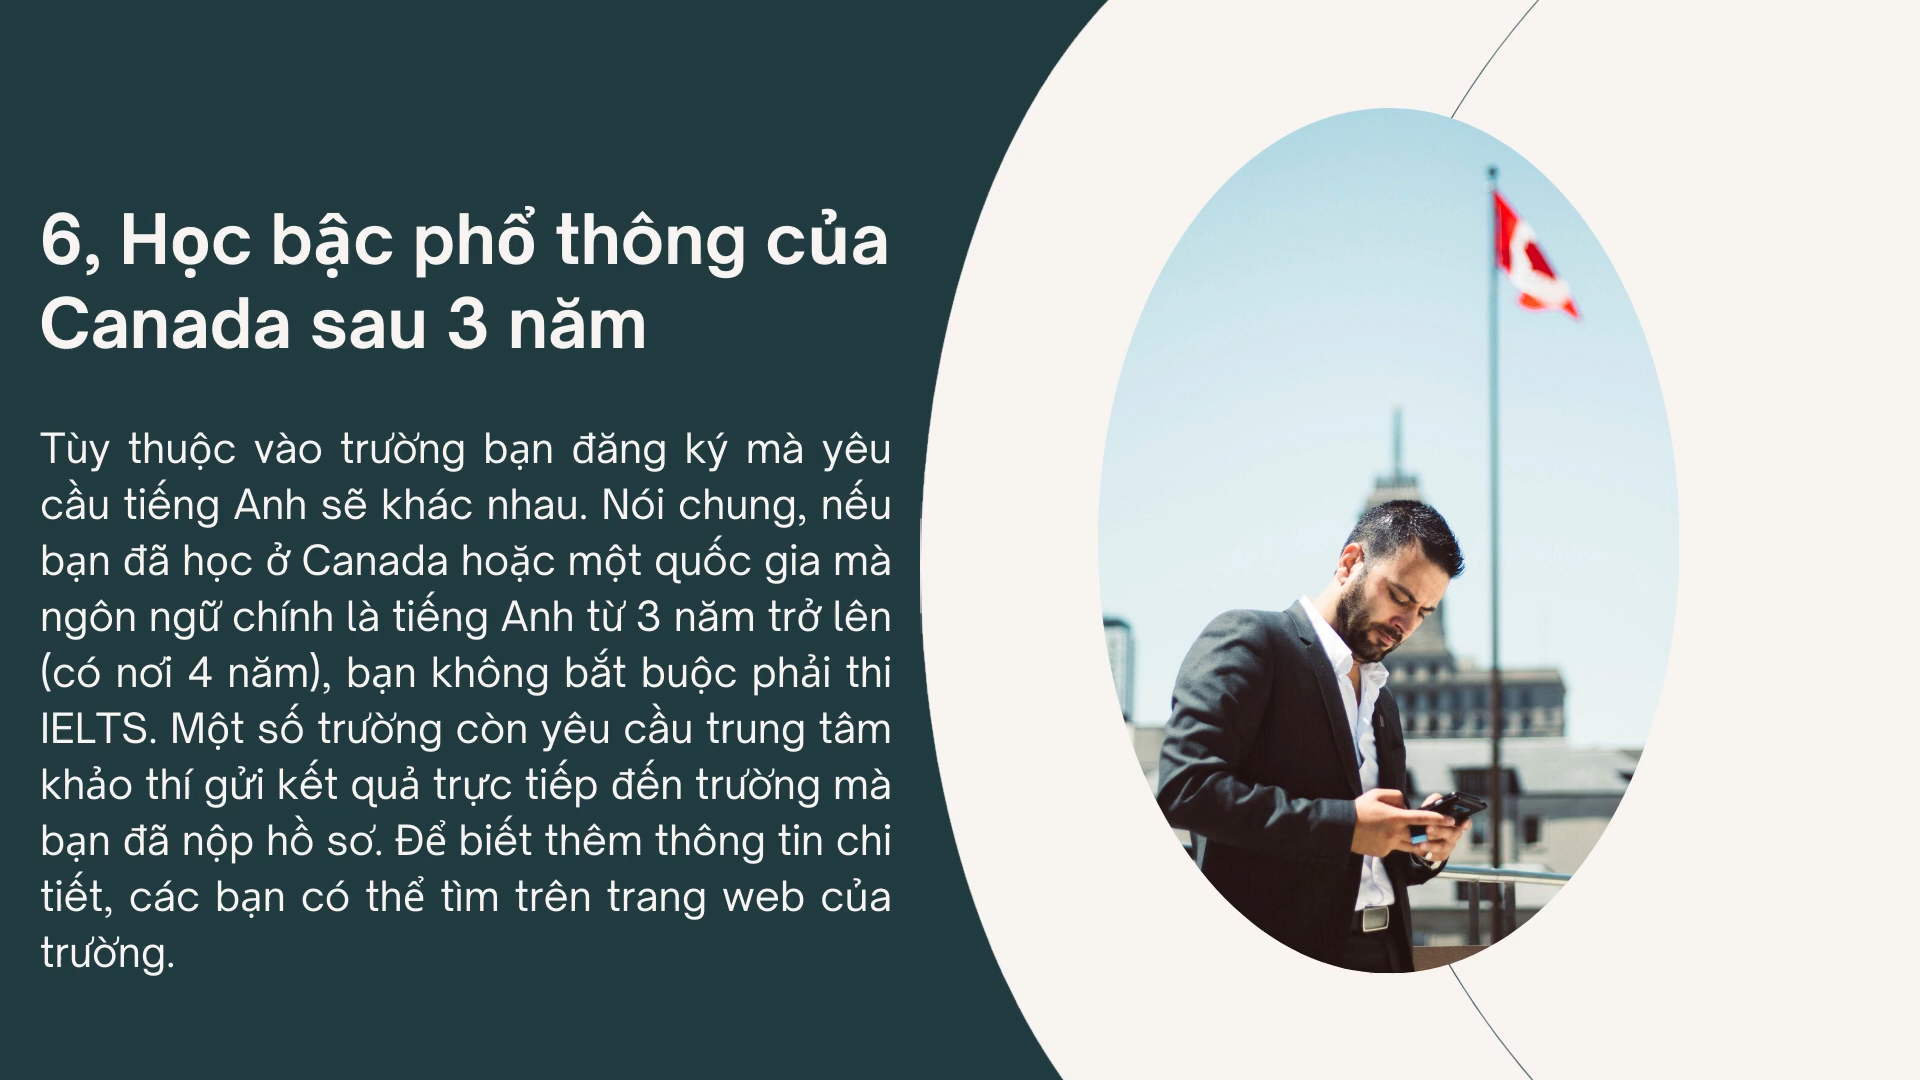 6, Học bậc phổ thông của
Canada sau 3 năm
Tùy thuộc vào trường bạn đăng ký mà yêu
cầu tiếng Anh sẽ khác nhau. Nói chung, nếu
bạn đã học ở Canada hoặc một quốc gia mà
ngôn ngữ chính là tiếng Anh từ 3 năm trở lên
(có nơi 4 năm), bạn không bắt buộc phải thi
IELTS. Một số trường còn yêu cầu trung tâm
khảo thí gửi kết quả trực tiếp đến trường mà
bạn đã nộp hồ sơ. Để biết thêm thông tin chi
tiết, các bạn có thể tìm trên trang web của
trường.